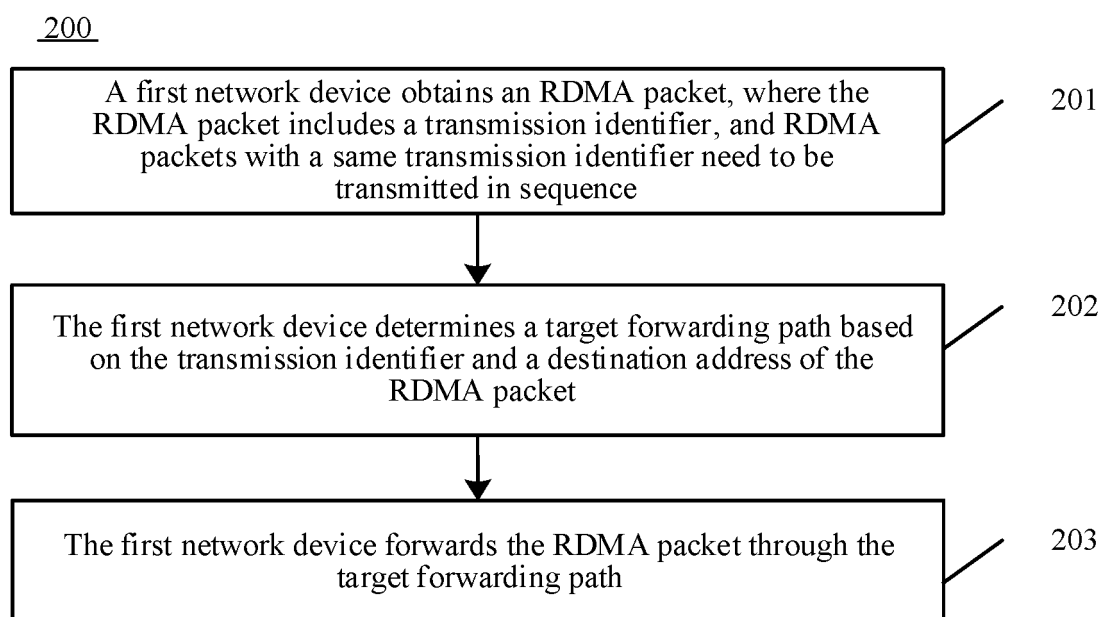 200
A first network device obtains an RDMA packet, where the
RDMA packet includes a transmission identifier, and RDMA
packets with a same transmission identifier need to be
transmitted in sequence
201
The first network device determines a target forwarding path based
on the transmission identifier and a destination address of the
RDMA packet
202
The first network device forwards the RDMA packet through the
target forwarding path
203